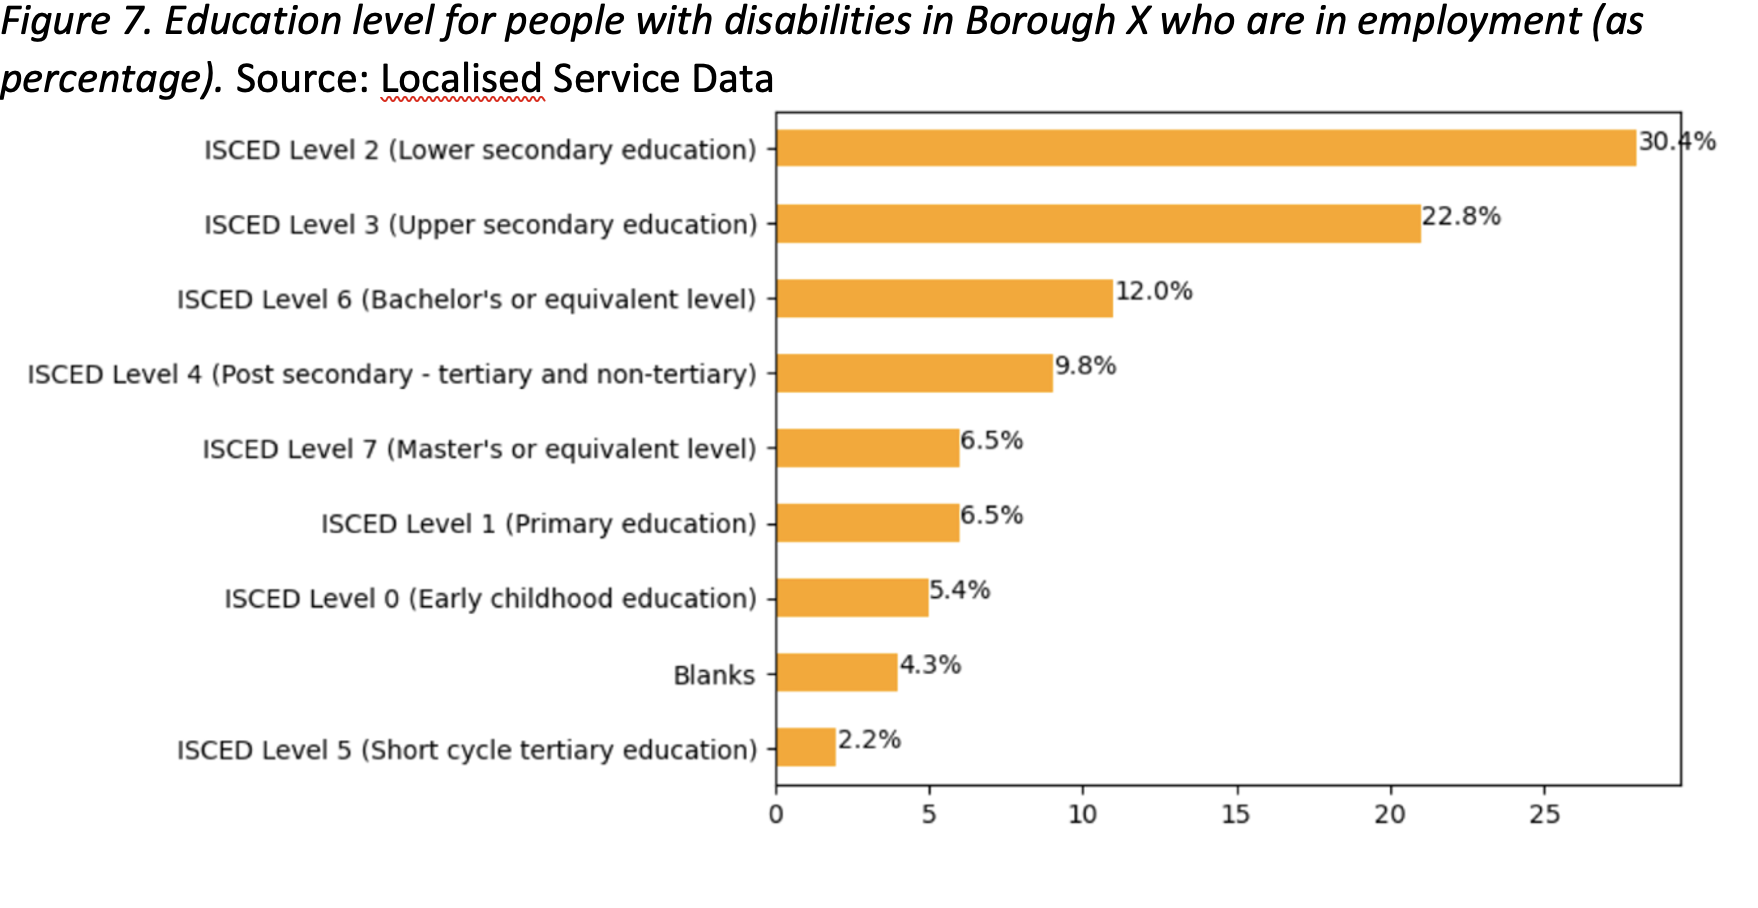 Figure 7. Education level for people with disabilities in Borough X who are in employment (as
percentage). Source: Localised Service Data
ISCED Level 2 (Lower secondary education) 30.4%
ISCED Level 3 (Upper secondary education) 22.8%
ISCED Level 6 (Bachelor's or equivalent level) 12.0%
ISCED Level 4 (Post secondary - tertiary and non-tertiary) 9.8%
ISCED Level 7 (Master's or equivalent level) 6.5%
ISCED Level 1 (Primary education) 6.5%
ISCED Level 0 (Early childhood education) 5.4%
Blanks 4.3%
ISCED Level 5 (Short cycle tertiary education) 2.2%
0 5 10 15 20 25